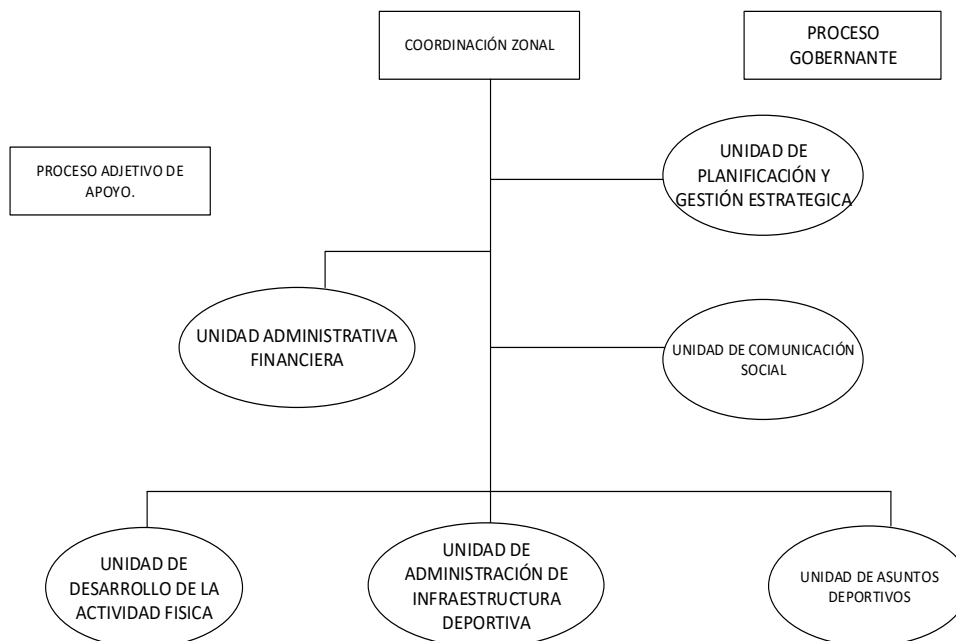 COORDINACIÓN ZONAL
PROCESO
GOBERNANTE
UNIDAD DE
PLANIFICACIÓN Y
GESTIÓN ESTRATEGICA
PROCESO ADJETIVO DE
APOYO.
UNIDAD ADMINISTRATIVA
FINANCIERA
UNIDAD DE COMUNICACIÓN
SOCIAL
UNIDAD DE
DESARROLLO DE LA
ACTIVIDAD FISICA
UNIDAD DE
ADMINISTRACIÓN DE
INFRAESTRUCTURA
DEPORTIVA
UNIDAD DE ASUNTOS
DEPORTIVOS